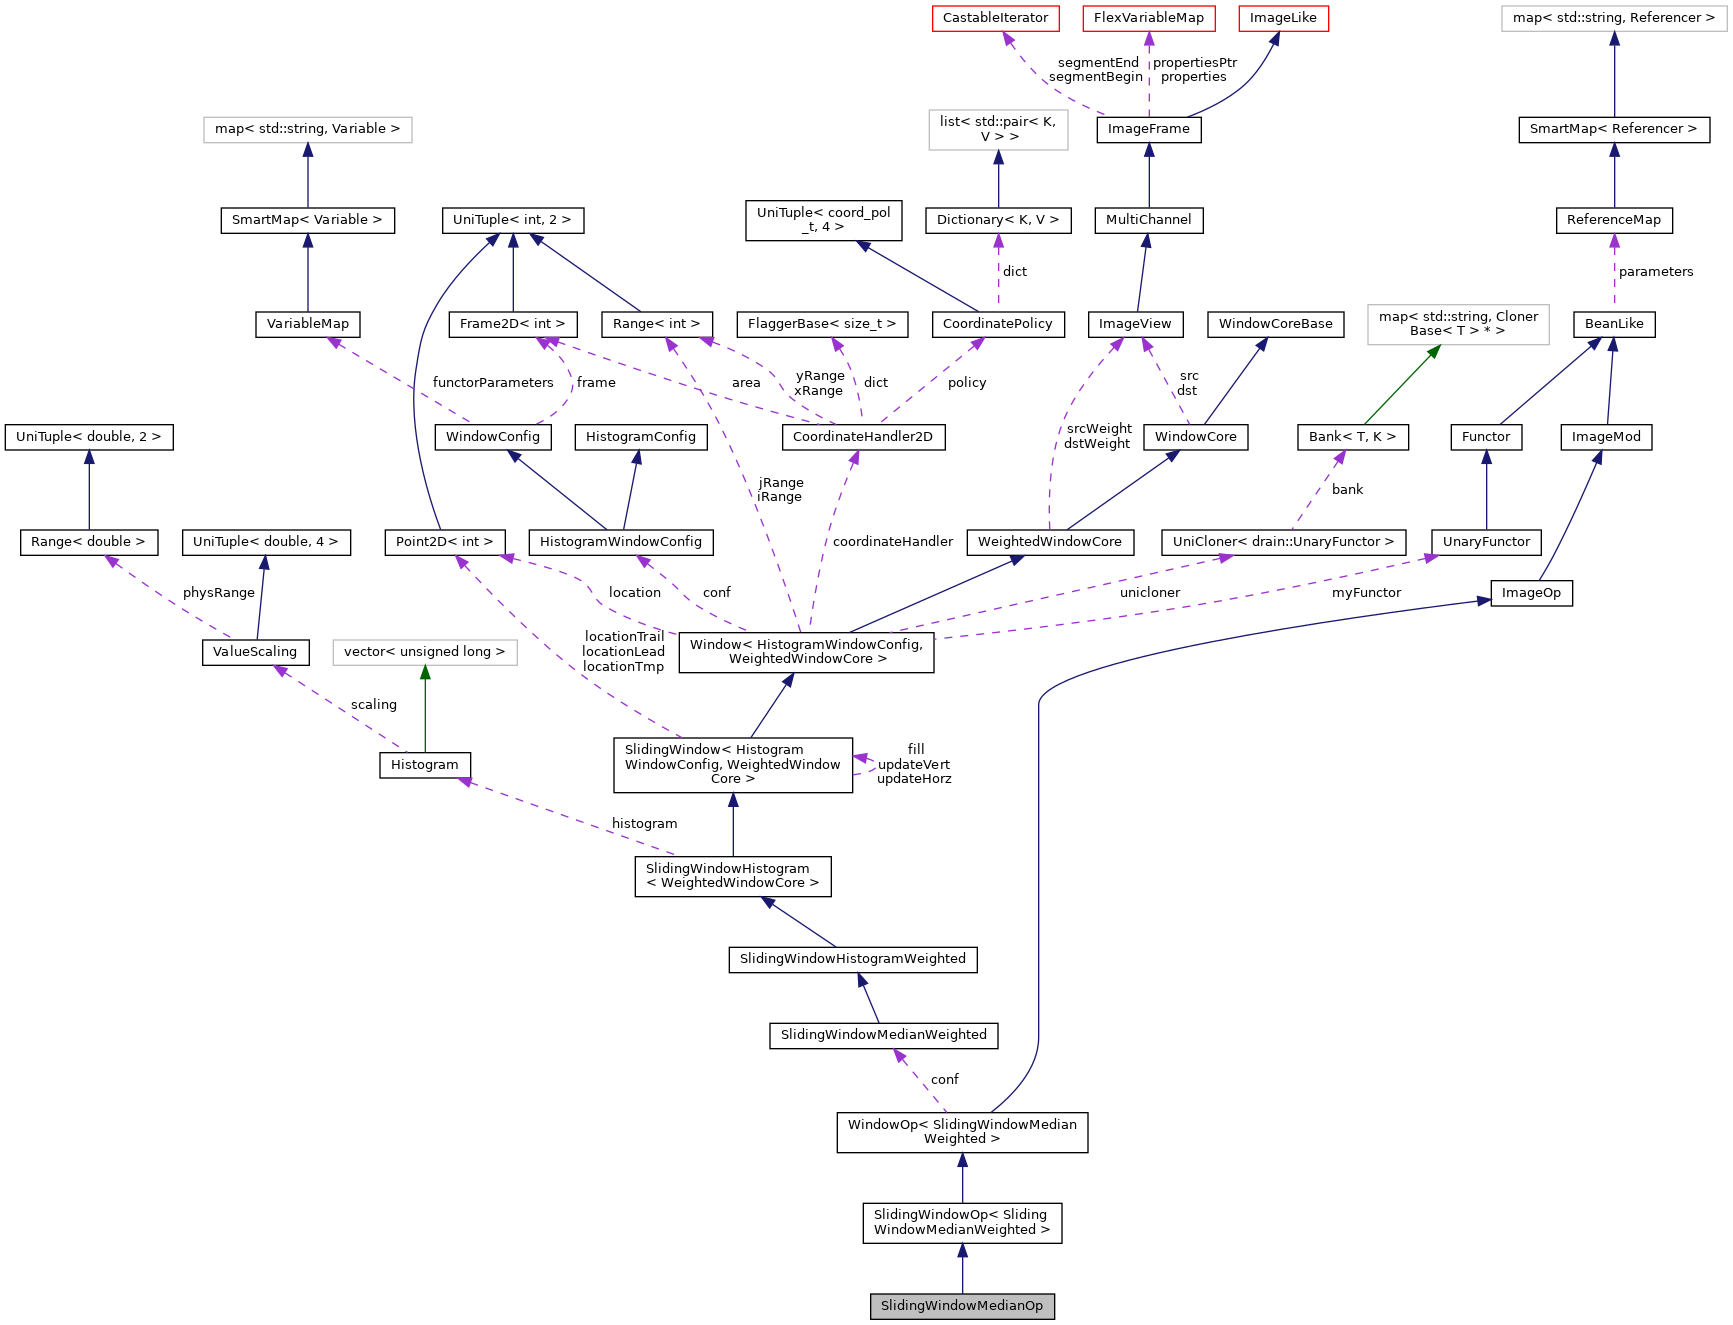 CastableIterator
FlexVariableMap
ImageLike
map< std::string, Referencer >
segmentEnd
segmentBegin
propertiesPtr
properties
map< std::string, Variable >
list< std::pair< K,
V > >
ImageFrame
SmartMap< Referencer >
SmartMap< Variable >
UniTuple< int, 2 >
UniTuple< coord_pol
_t, 4 >
Dictionary< K, V >
MultiChannel
ReferenceMap
dict
parameters
VariableMap
Frame2D< int >
Range< int >
FlaggerBase< size_t >
CoordinatePolicy
ImageView
WindowCoreBase
map< std::string, Cloner
Base< T > * >
BeanLike
functorParameters
frame
area
yRange
xRange
dict
policy
src
dst
UniTuple< double, 2 >
WindowConfig
HistogramConfig
CoordinateHandler2D
srcWeight
dstWeight
WindowCore
Bank< T, K >
Functor
ImageMod
jRange
iRange
bank
Range< double >
UniTuple< double, 4 >
Point2D< int >
HistogramWindowConfig
coordinateHandler
WeightedWindowCore
UniCloner< drain::UnaryFunctor >
UnaryFunctor
physRange
location
conf
unicloner
myFunctor
ImageOp
ValueScaling
vector< unsigned long >
locationTrail
locationLead
locationTmp
Window< HistogramWindowConfig,
WeightedWindowCore >
scaling
Histogram
SlidingWindow< Histogram
WindowConfig, WeightedWindow
Core >
fill
updateVert
updateHorz
histogram
SlidingWindowHistogram
< WeightedWindowCore >
SlidingWindowHistogramWeighted
SlidingWindowMedianWeighted
conf
WindowOp< SlidingWindowMedian
Weighted >
SlidingWindowOp< Sliding
WindowMedianWeighted >
SlidingWindowMedianOp